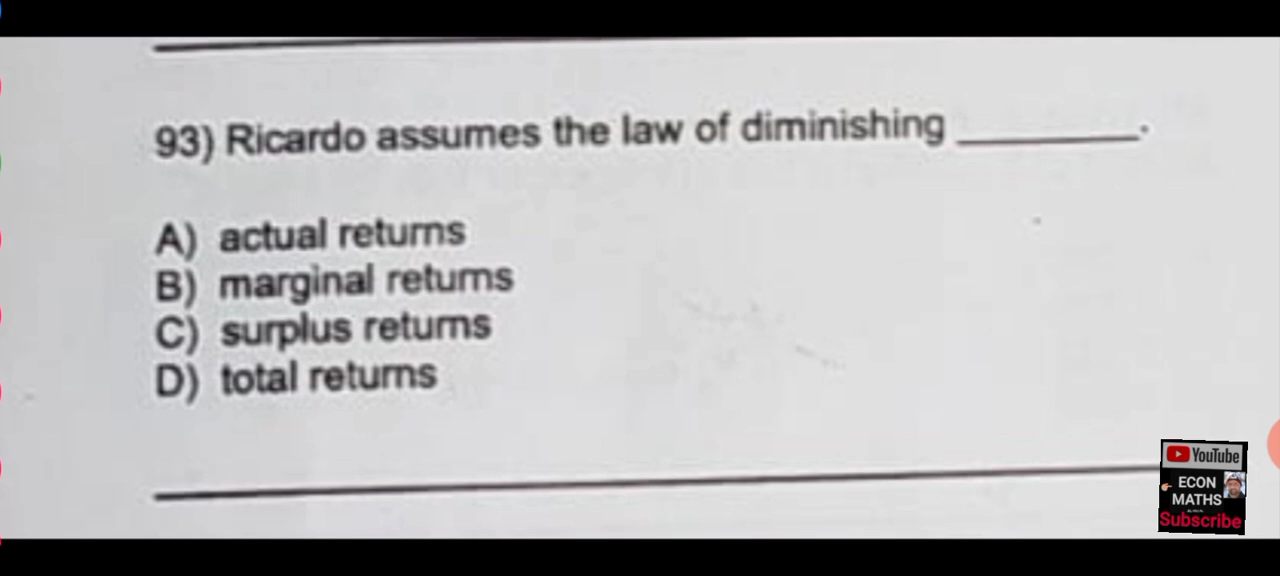 93) Ricardo assumes the law of diminishing ________.
A) actual returns
B) marginal returns
C) surplus returns
D) total returns
YouTube
ECON
MATHS
Subscribe